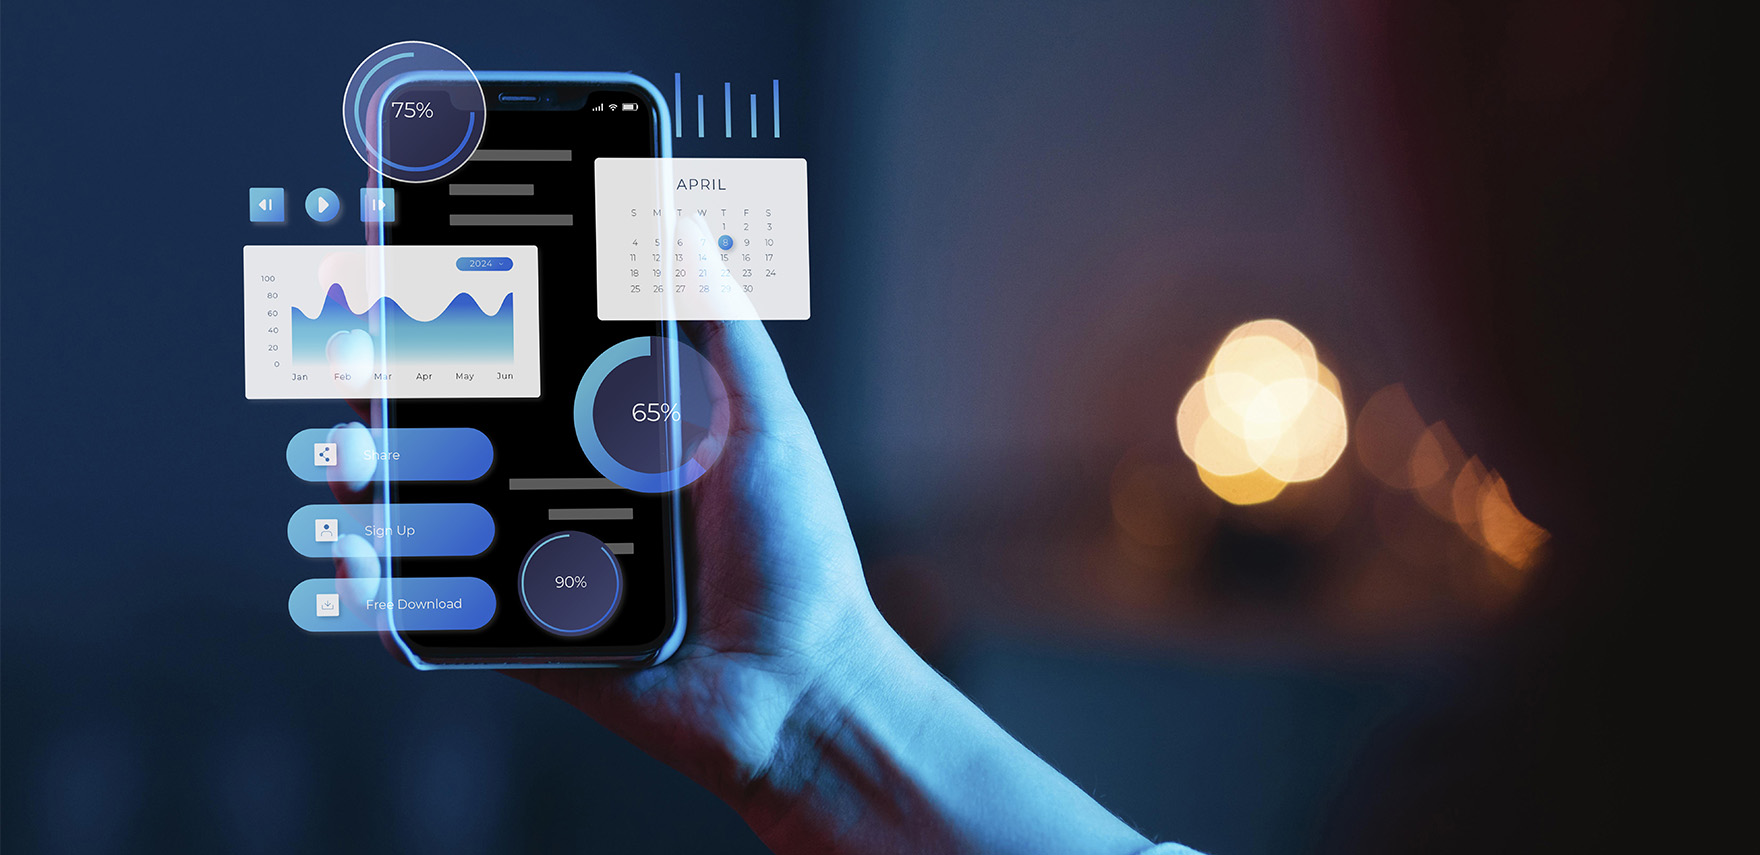 75%
APRIL
S M T W T F S
1 2 3
4 5 6 7 8 9 10
11 12 13 14 15 16 17
18 19 20 21 22 23 24
25 26 27 28 29 30
2024
100
80
60
40
20
0
Jan Feb Mar Apr May Jun
65%
Share
Sign Up
90%
Free Download